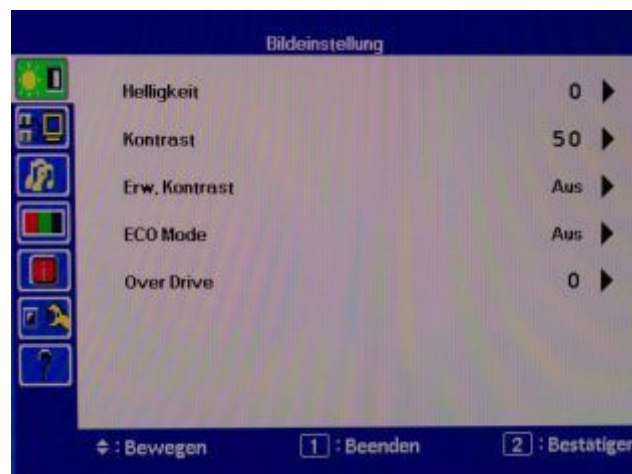 Bildeinstellung
Helligkeit 0
Kontrast 50
Erw. Kontrast Aus
ECO Mode Aus
Over Drive 0
: Bewegen 1 : Beenden 2 : Bestätigen